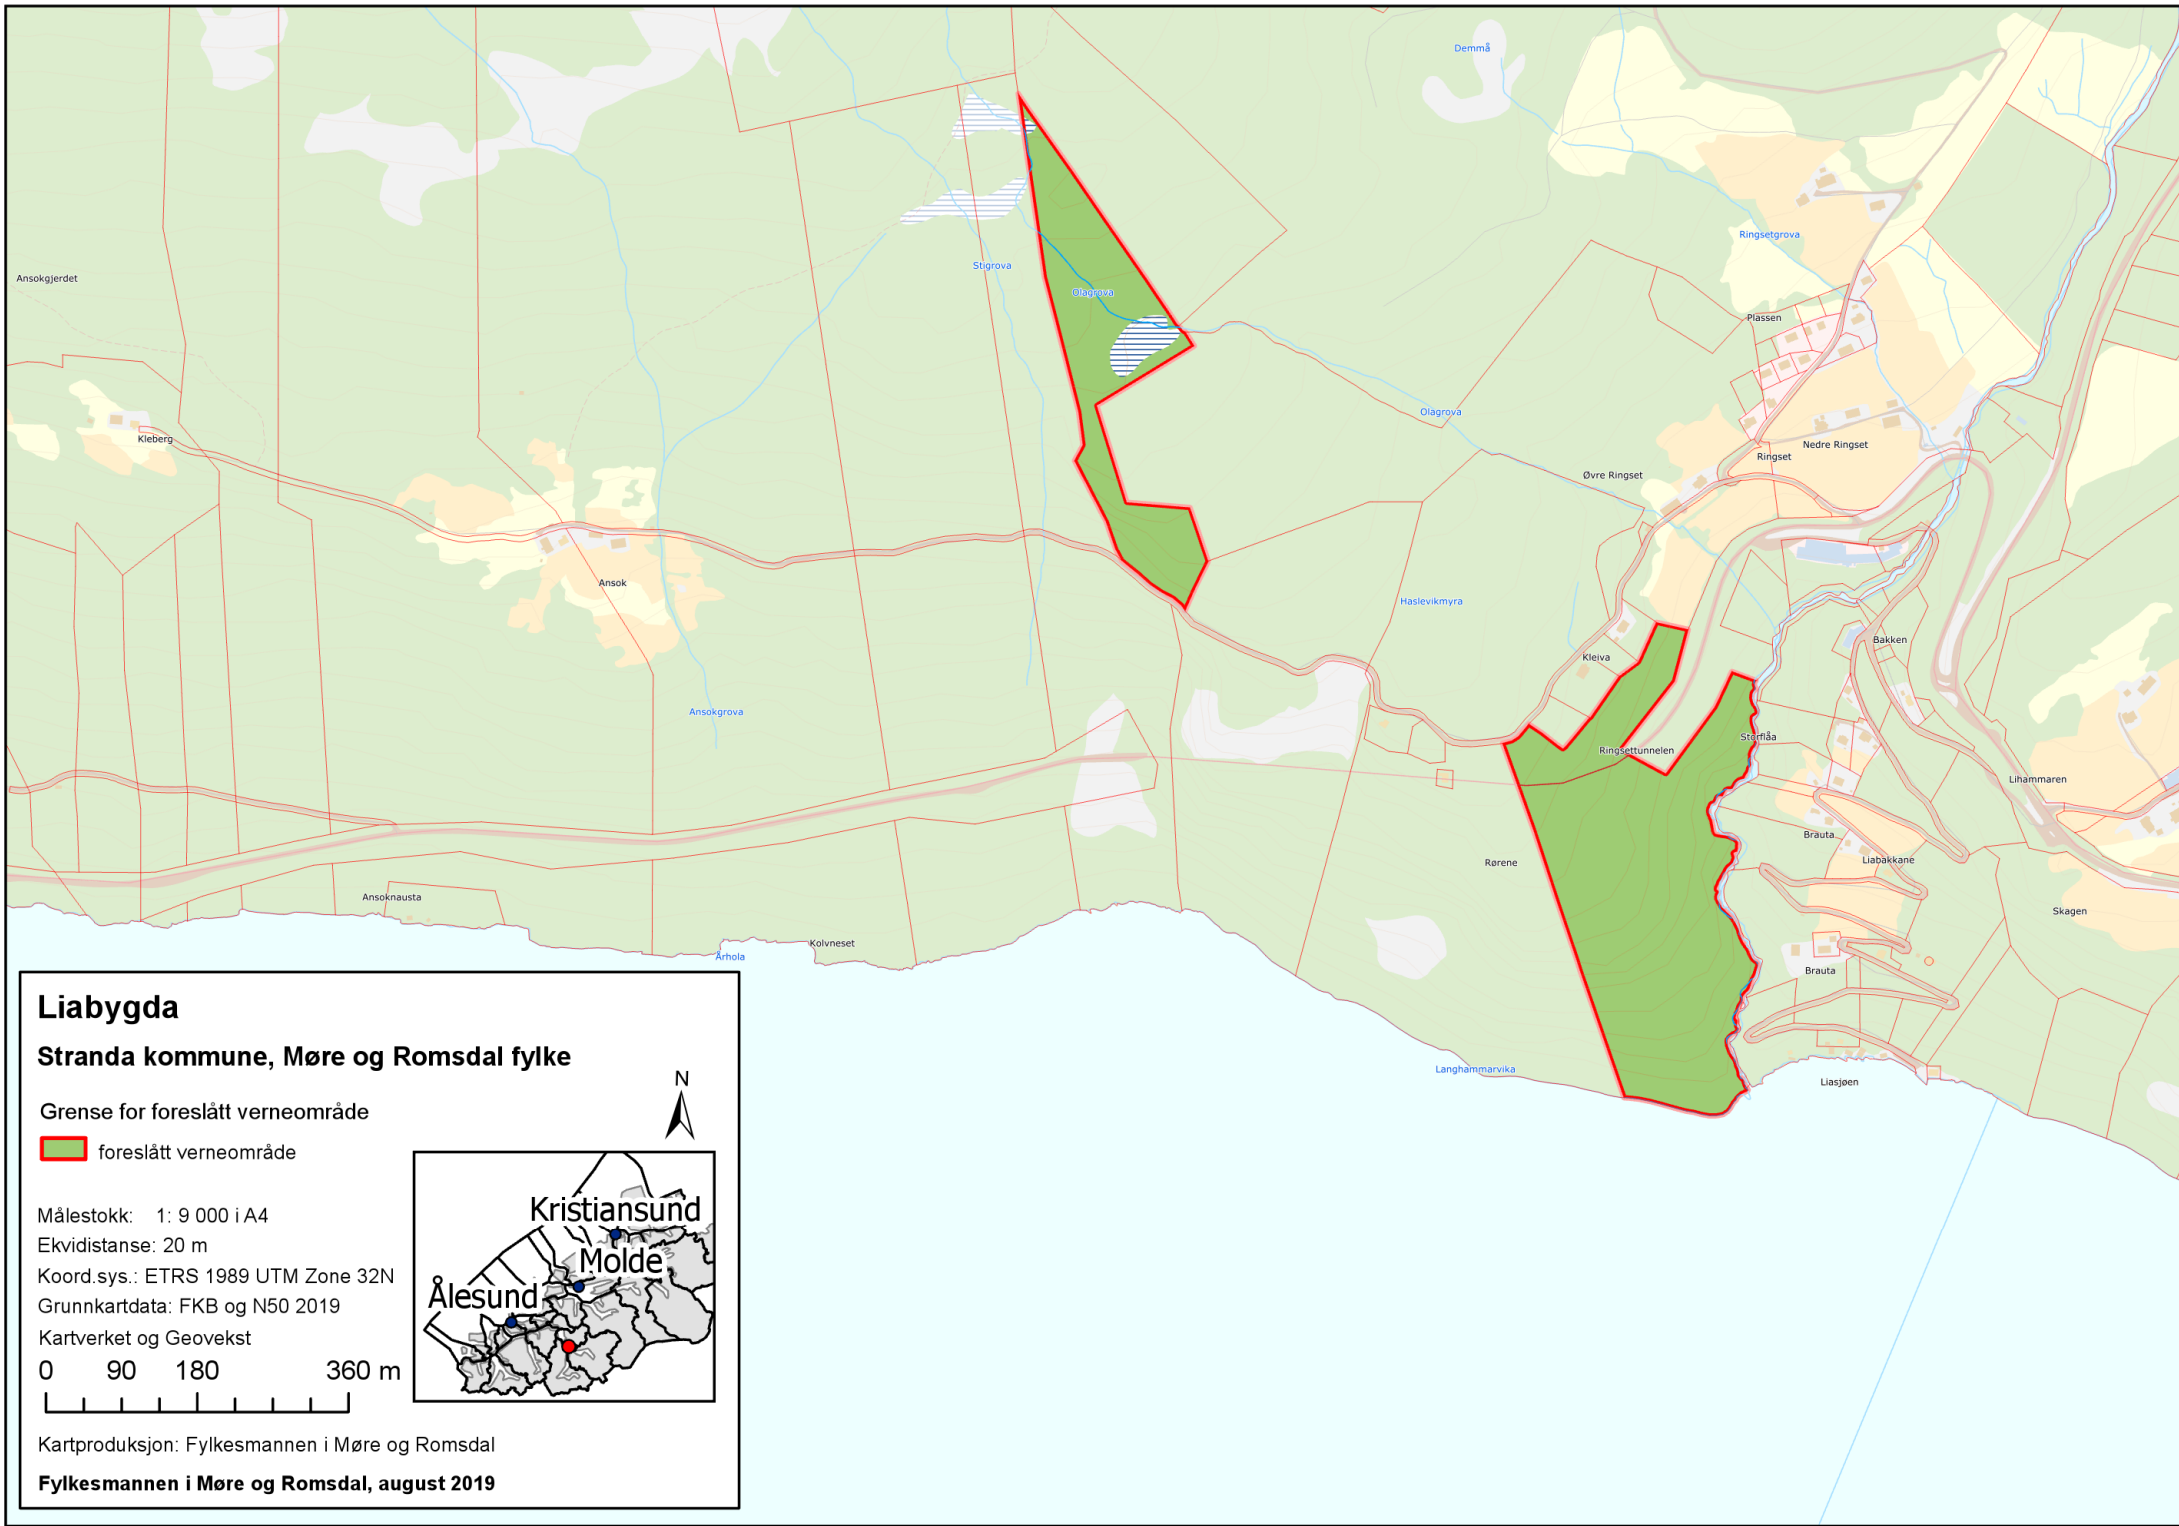 Demmå
Ringsetgrova
Ansokgjerdet
Stigrova
Olagrova
Plassen
Olagrova
Kleberg
Nedre Ringset
Ringset
Øvre Ringset
Ansok
Haslevikmyra
Bakken
Kleiva
Ansokgrova
Storflåa
Ringsettunnelen
Lihammaren
Brauta
Rørene
Liabakkane
Ansoknausta
Skagen
Kolvneset
Århola
Brauta
Langhammarvika
Liasjøen
Liabygda
Stranda kommune, Møre og Romsdal fylke
N
Grense for foreslått verneområde
foreslått verneområde
Målestokk: 1: 9 000 i A4
Ekvidistanse: 20 m
Koord.sys.: ETRS 1989 UTM Zone 32N
Grunnkartdata: FKB og N50 2019
Kartverket og Geovekst
0 90 180 360 m
Kristiansund
Molde
Ålesund
Kartproduksjon: Fylkesmannen i Møre og Romsdal
Fylkesmannen i Møre og Romsdal, august 2019